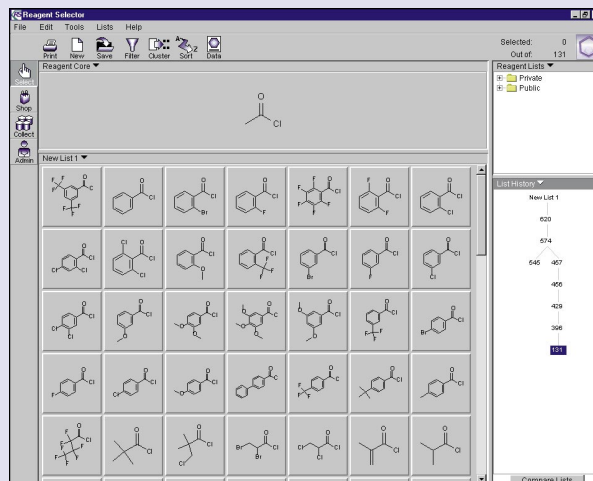 Reagent Selector
File Edit Tools Lists Help
Print New Save Filter Cluster Sort Data
Selected: 0
Out of: 131
Reagent Core
Select
Shop
Collect
Admin
New List 1
Reagent Lists
Private
Public
List History
New List 1
620
574
545 457
456
429
396
131
Compare Lists